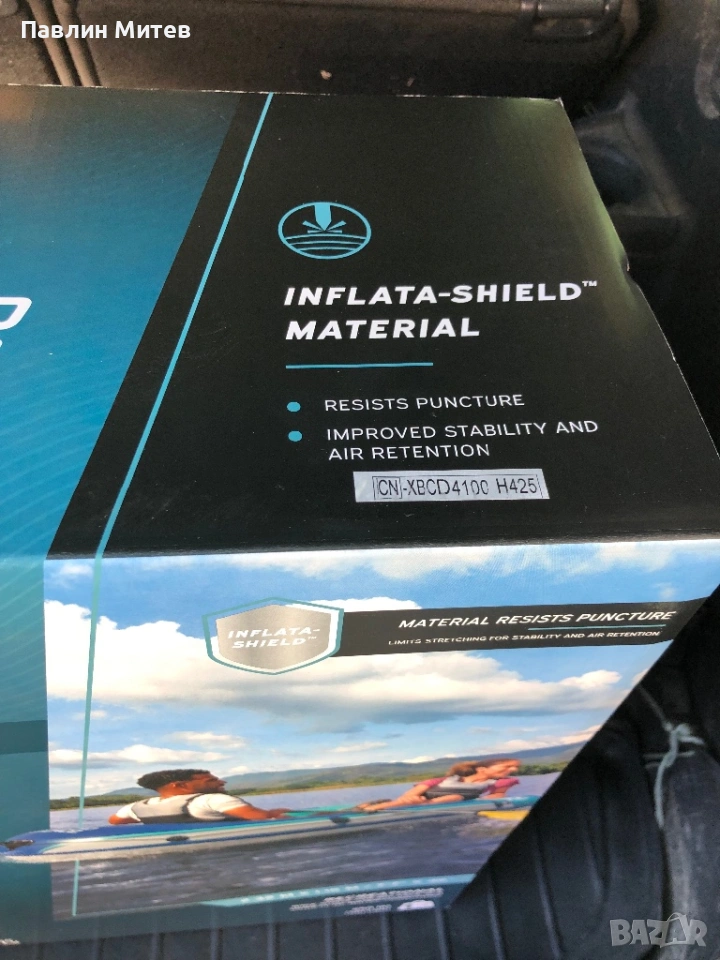 Павлин Митев
INFLATA-SHIELD™
MATERIAL
RESISTS PUNCTURE
IMPROVED STABILITY AND
AIR RETENTION
CN-XBCD4100 H425
INFLATA-
SHIELD™
MATERIAL RESISTS PUNCTURE
LIMITS STRETCHING FOR STABILITY AND AIR RETENTION
BAZAR